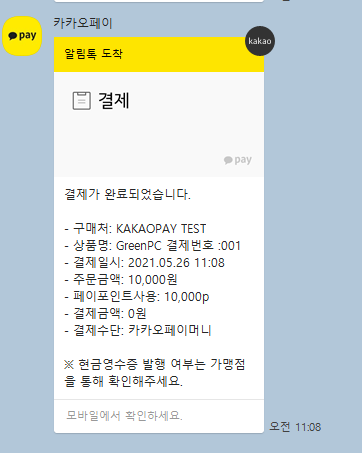 카카오페이
pay
알림톡 도착
kakao
결제
pay
결제가 완료되었습니다.
- 구매처: KAKAOPAY TEST
- 상품명: GreenPC 결제번호 :001
- 결제일시: 2021.05.26 11:08
- 주문금액: 10,000원
- 페이포인트사용: 10,000p
- 결제금액: 0원
- 결제수단: 카카오페이머니
※ 현금영수증 발행 여부는 가맹점
을 통해 확인해주세요.
모바일에서 확인하세요.
오전 11:08